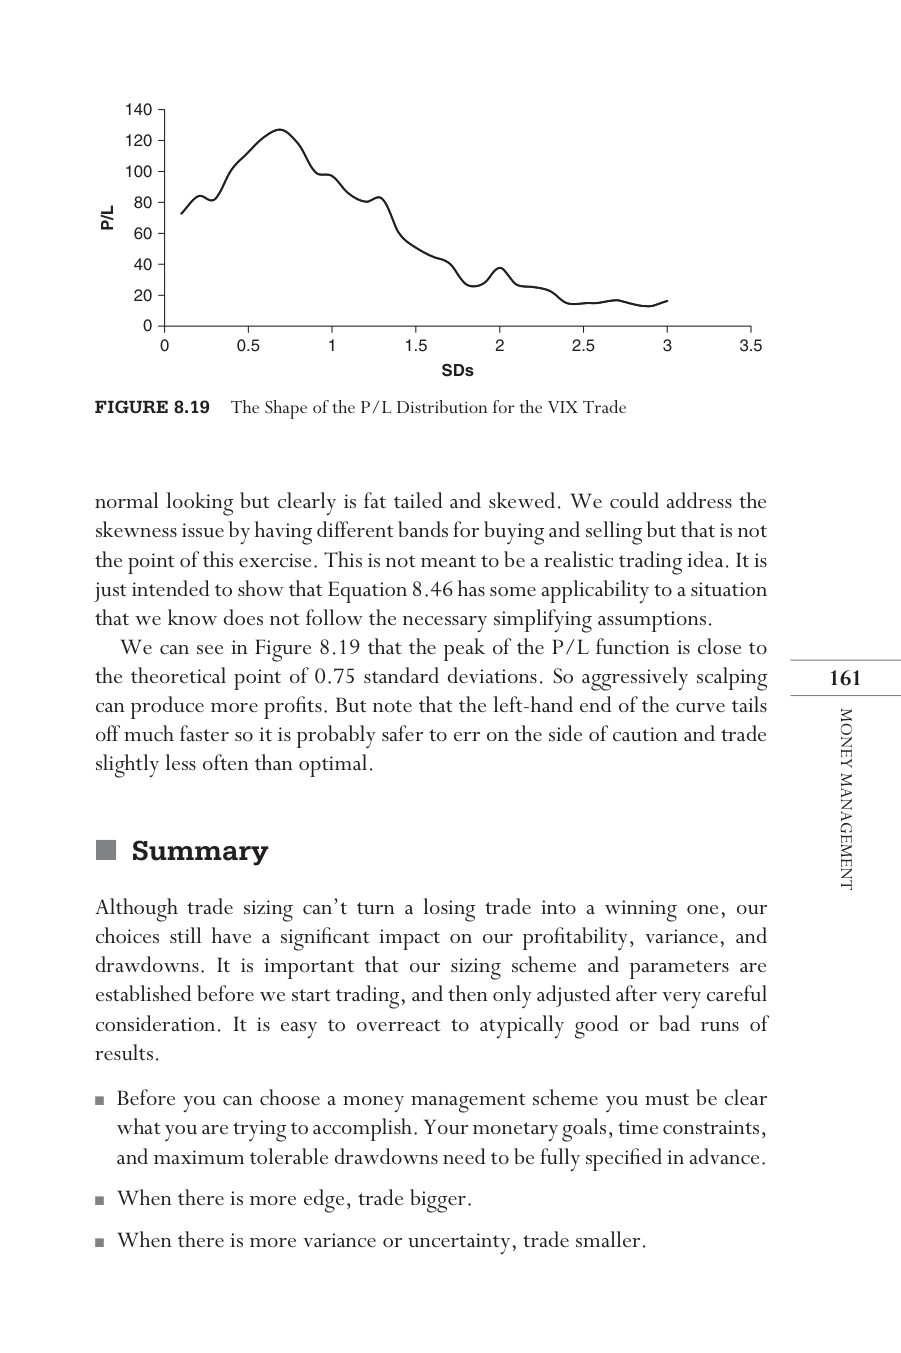 140
120
100
80
60
40
20
0
P/L
0 0.5 1 1.5 2 2.5 3 3.5
SDs
FIGURE 8.19 The Shape of the P/L Distribution for the VIX Trade
normal looking but clearly is fat tailed and skewed. We could address the
skewness issue by having different bands for buying and selling but that is not
the point of this exercise. This is not meant to be a realistic trading idea. It is
just intended to show that Equation 8.46 has some applicability to a situation
that we know does not follow the necessary simplifying assumptions.
We can see in Figure 8.19 that the peak of the P/L function is close to
the theoretical point of 0.75 standard deviations. So aggressively scalping
can produce more profits. But note that the left-hand end of the curve tails
off much faster so it is probably safer to err on the side of caution and trade
slightly less often than optimal.
161
MONEY MANAGEMENT
■ Summary
Although trade sizing can’t turn a losing trade into a winning one, our
choices still have a significant impact on our profitability, variance, and
drawdowns. It is important that our sizing scheme and parameters are
established before we start trading, and then only adjusted after very careful
consideration. It is easy to overreact to atypically good or bad runs of
results.
■ Before you can choose a money management scheme you must be clear
what you are trying to accomplish. Your monetary goals, time constraints,
and maximum tolerable drawdowns need to be fully specified in advance.
■ When there is more edge, trade bigger.
■ When there is more variance or uncertainty, trade smaller.